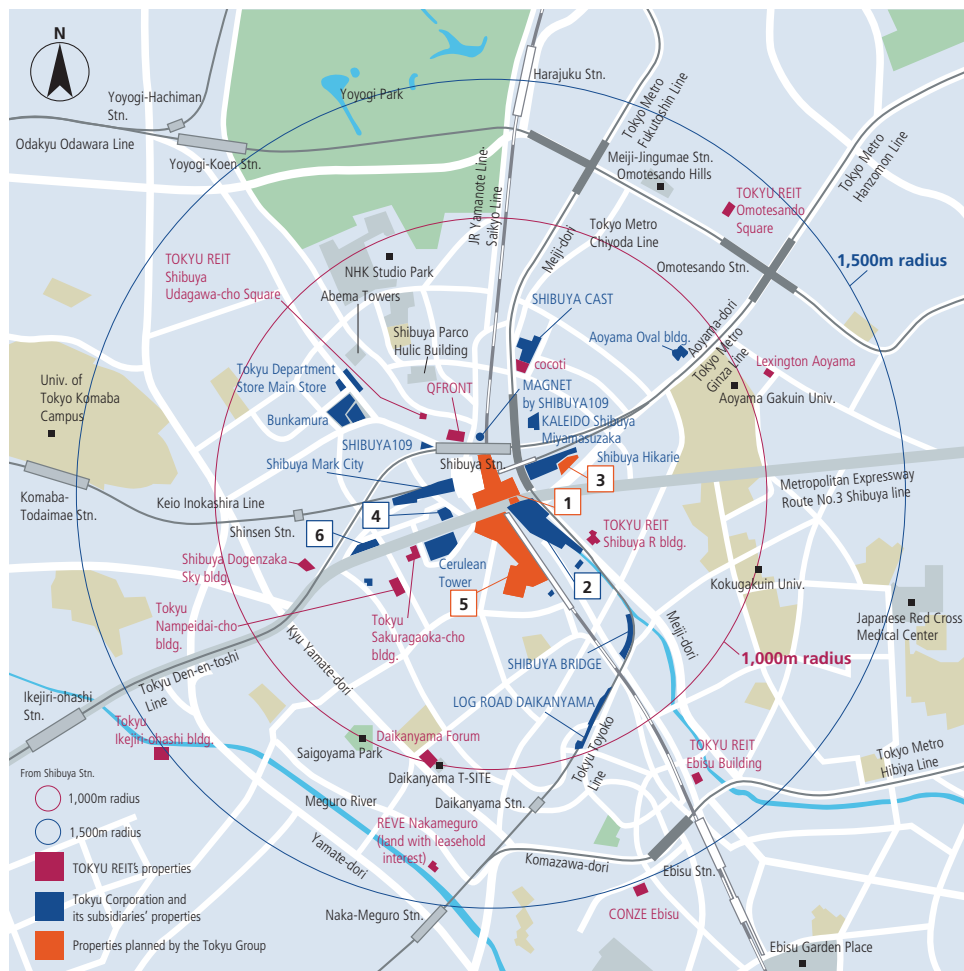 N
Yoyogi-Hachiman
Stn.
Odakyu Odawara Line
Yoyogi-Koen Stn.
Yoyogi Park
Harajuku Stn.
Tokyo Metro
Fukutoshin Line
Meiji-Jingumae Stn.
Omotesando Hills
TOKYU REIT
Omotesando
Square
Tokyo Metro
Hanzomon Line
JR Yamanote Line·
Saikyo Line
Meiji-dori
Tokyo Metro
Chiyoda Line
Omotesando Stn.
1,500m radius
TOKYU REIT
Shibuya
Udagawa-cho Square
NHK Studio Park
Abema Towers
SHIBUYA CAST
Shibuya Parco
Hulic Building
Aoyama Oval bldg.
Aoyama-dori
Tokyo Metro
Ginza Line
Lexington Aoyama
Aoyama Gakuin Univ.
cocoti
Tokyu Department
Store Main Store
QFRONT
MAGNET
by SHIBUYA109
Univ. of
Tokyo Komaba
Campus
Bunkamura
KALEIDO Shibuya
Miyamasuzaka
SHIBUYA109
Shibuya Stn.
Shibuya Hikarie
Shibuya Mark City
3
Metropolitan Expressway
Route No.3 Shibuya line
Komaba-
Todaimae Stn.
Keio Inokashira Line
1
4
Shinsen Stn.
6
TOKYU REIT
Shibuya R bldg.
Shibuya Dogenzaka
Sky bldg.
Cerulean
Tower
2
Kokugakuin Univ.
5
Tokyu
Nampeidai-cho
bldg.
Tokyu
Sakuragaoka-cho
bldg.
Meiji-dori
Japanese Red Cross
Medical Center
Kyu Yamate-dori
Tokyu Den-en-toshi
Line
SHIBUYA BRIDGE
1,000m radius
Ikejiri-ohashi
Stn.
LOG ROAD DAIKANYAMA
Tokyu
Ikejiri-ohashi bldg.
Daikanyama Forum
Saigoyama Park
Tokyu Toyoko
Line
TOKYU REIT
Ebisu Building
Tokyo Metro
Hibiya Line
Daikanyama T-SITE
From Shibuya Stn.
1,000m radius
Meguro River
Daikanyama Stn.
1,500m radius
REVE Nakameguro
(land with leasehold
interest)
Yamate-dori
Komazawa-dori
TOKYU REIT's properties
Ebisu Stn.
Tokyu Corporation and
its subsidiaries' properties
Naka-Meguro Stn.
CONZE Ebisu
Properties planned by the Tokyu Group
Ebisu Garden Place